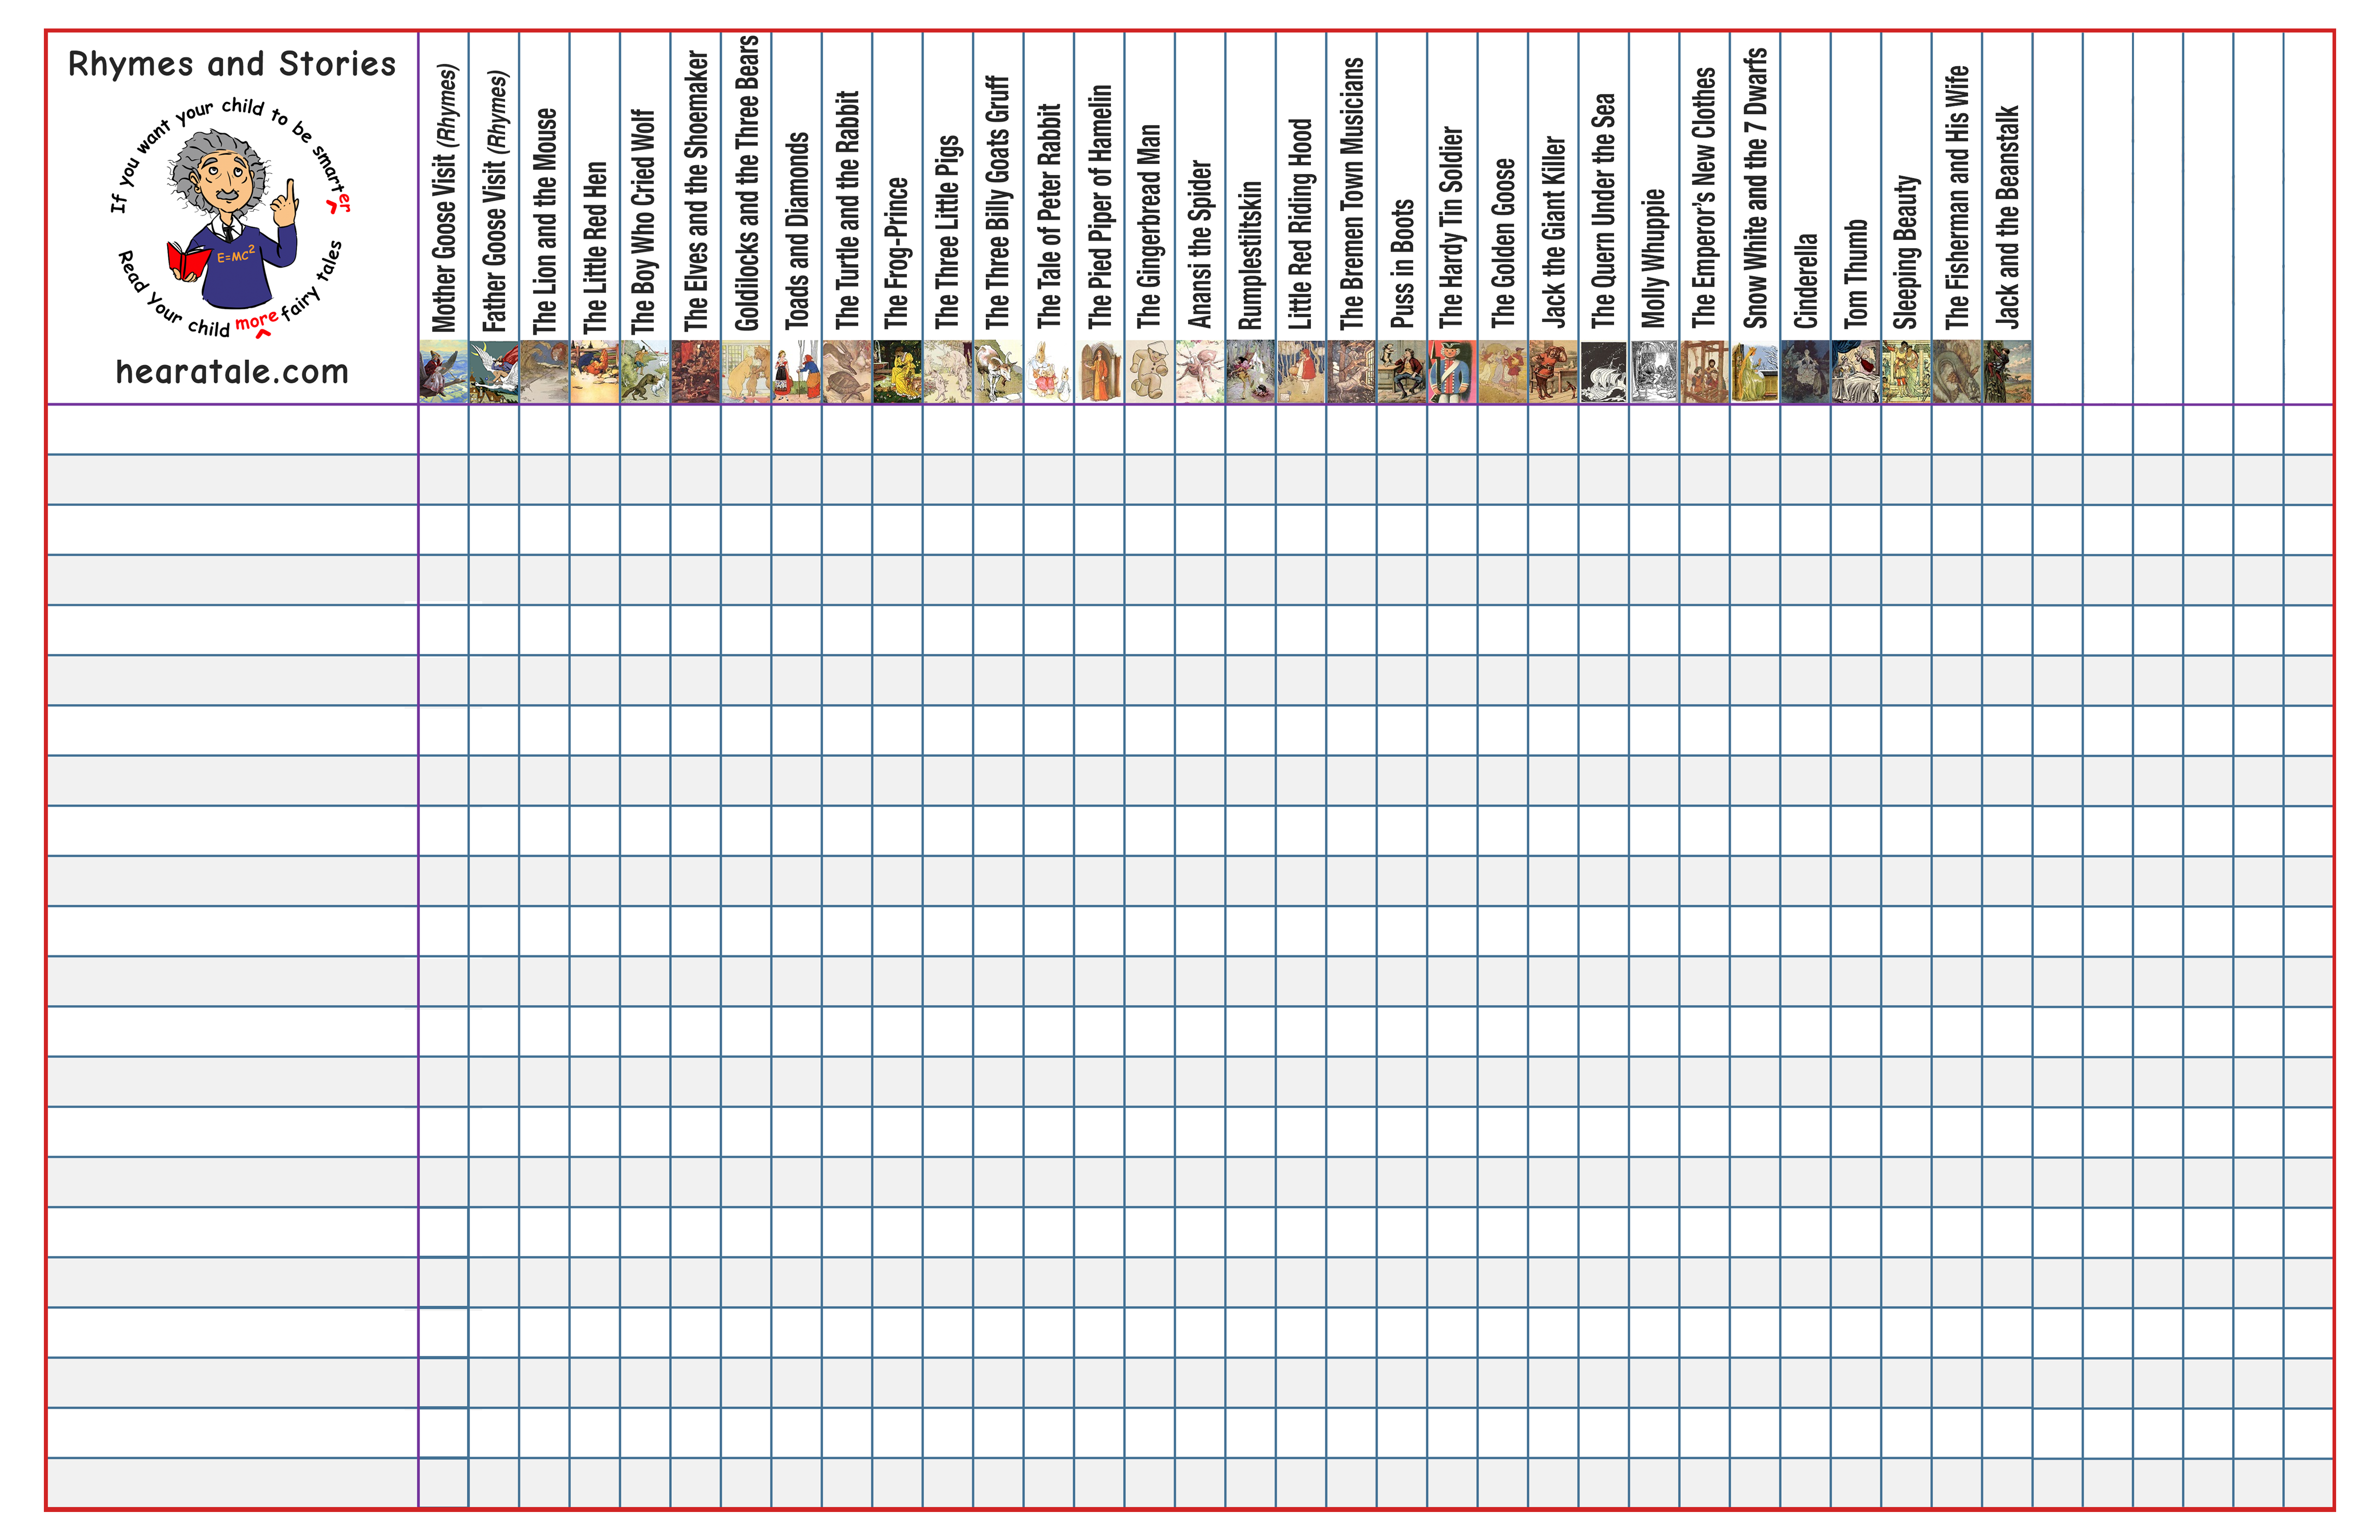 Rhymes and Stories
If you want your child to be smarter
Read your child more fairy tales
E=MC²
hearatale.com
Mother Goose Visit (Rhymes)
Father Goose Visit (Rhymes)
The Lion and the Mouse
The Little Red Hen
The Boy Who Cried Wolf
The Elves and the Shoemaker
Goldilocks and the Three Bears
Toads and Diamonds
The Turtle and the Rabbit
The Frog-Prince
The Three Little Pigs
The Three Billy Goats Gruff
The Tale of Peter Rabbit
The Pied Piper of Hamelin
The Gingerbread Man
Anansi the Spider
Rumplestiltskin
Little Red Riding Hood
The Bremen Town Musicians
Puss in Boots
The Hardy Tin Soldier
The Golden Goose
Jack the Giant Killer
The Quern Under the Sea
Molly Whuppie
The Emperor's New Clothes
Snow White and the 7 Dwarfs
Cinderella
Tom Thumb
Sleeping Beauty
The Fisherman and His Wife
Jack and the Beanstalk